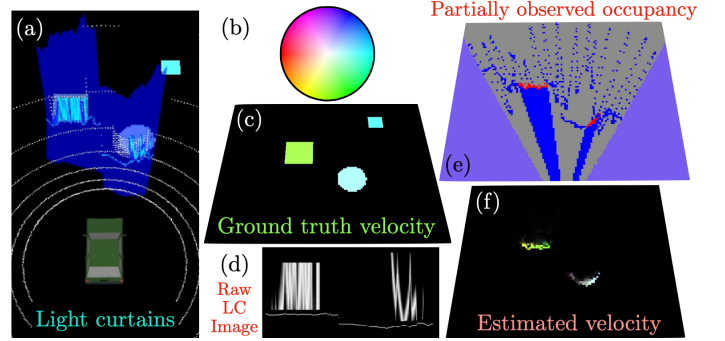 (a)
Light curtains
(b)
(c)
Ground truth velocity
(d)
Raw
LC
Image
Partially observed occupancy
(e)
(f)
Estimated velocity